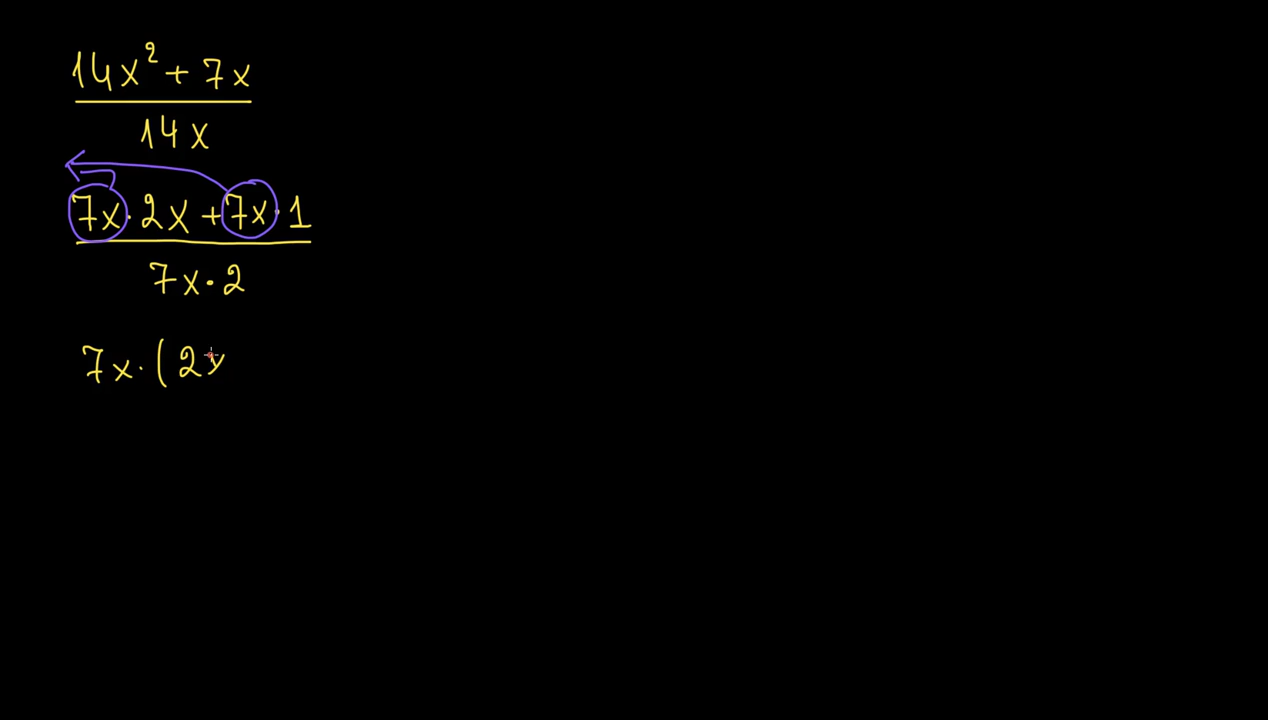 14x² + 7x
14x
7x · 2x + 7x · 1
7x · 2
7x · ( 2x